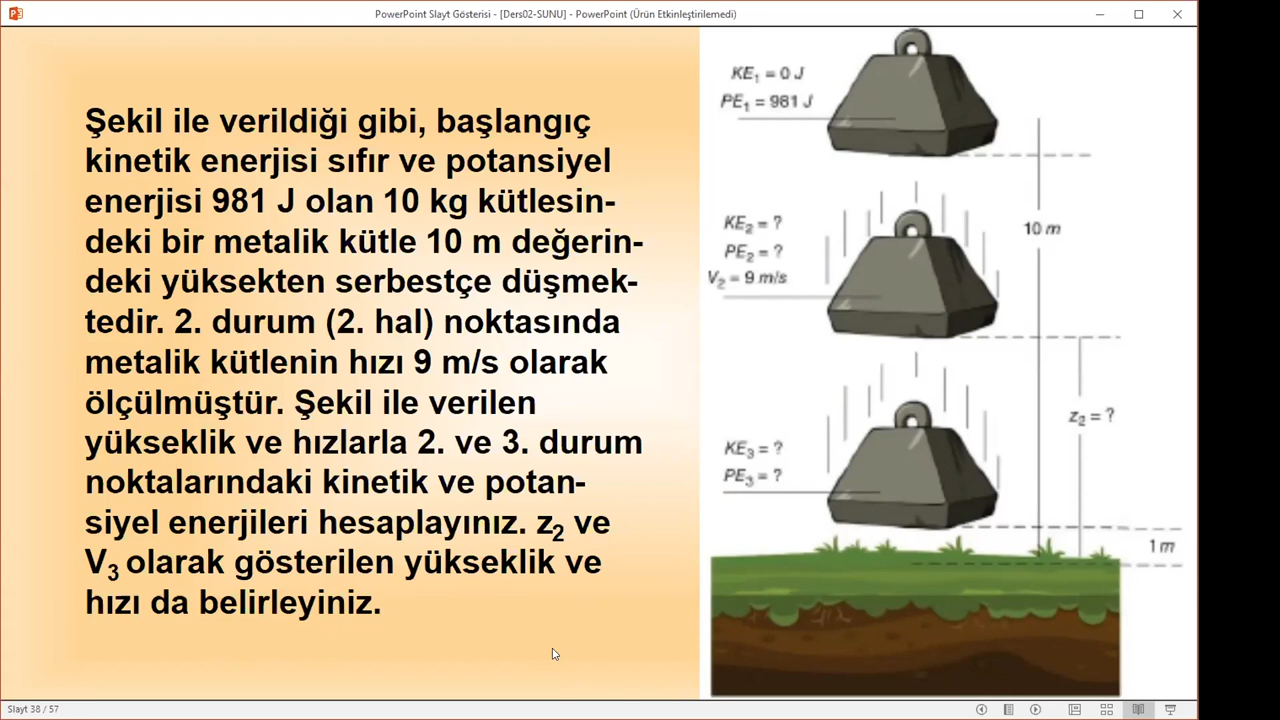 PowerPoint Slayt Gösterisi - [Ders02-SUNU] - PowerPoint (Ürün Etkinleştirilemedi)
Şekil ile verildiği gibi, başlangıç
kinetik enerjisi sıfır ve potansiyel
enerjisi 981 J olan 10 kg kütlesin-
deki bir metalik kütle 10 m değerin-
deki yüksekten serbestçe düşmek-
tedir. 2. durum (2. hal) noktasında
metalik kütlenin hızı 9 m/s olarak
ölçülmüştür. Şekil ile verilen
yükseklik ve hızlarla 2. ve 3. durum
noktalarındaki kinetik ve potan-
siyel enerjileri hesaplayınız. z₂ ve
V₃ olarak gösterilen yükseklik ve
hızı da belirleyiniz.
KE₁ = 0 J
PE₁ = 981 J
10 m
KE₂ = ?
PE₂ = ?
V₂ = 9 m/s
z₂ = ?
KE₃ = ?
PE₃ = ?
1 m
Slayt 38 / 57